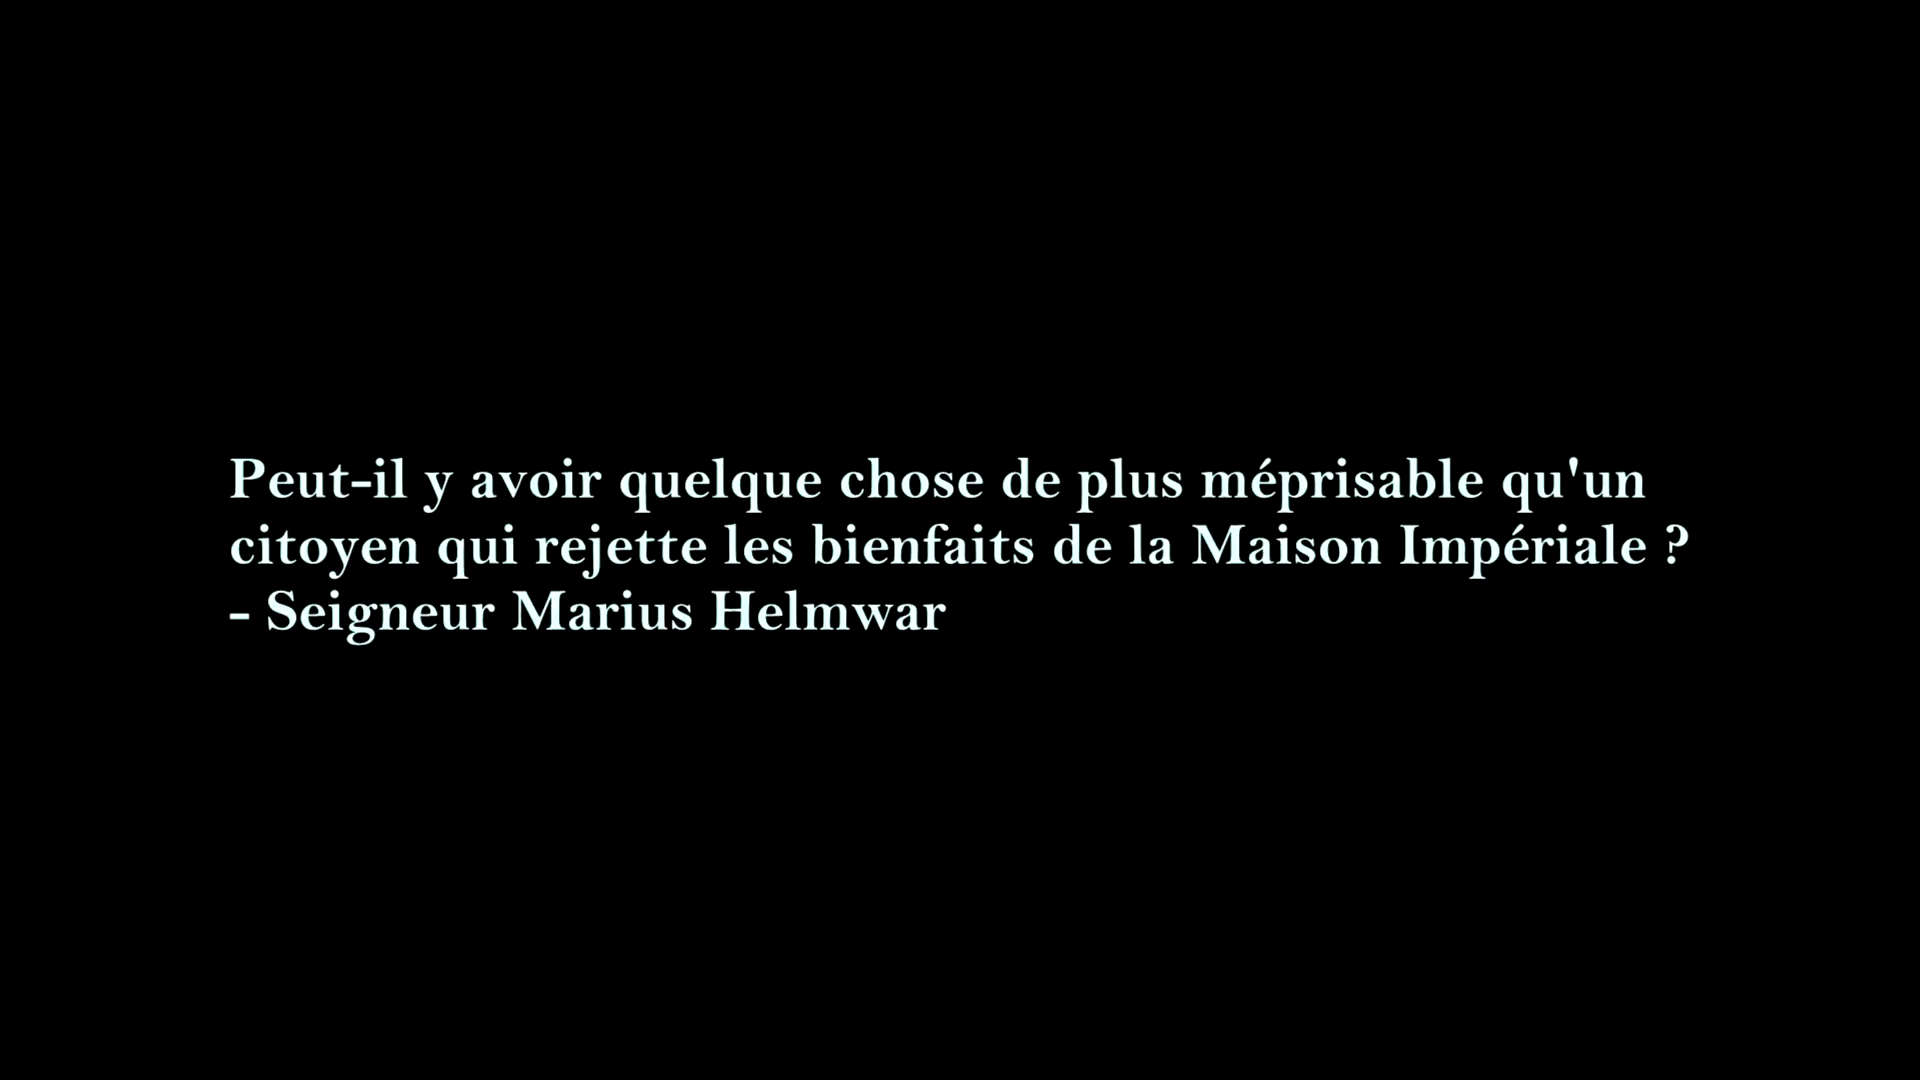 Peut-il y avoir quelque chose de plus méprisable qu'un
citoyen qui rejette les bienfaits de la Maison Impériale ?
- Seigneur Marius Helmwar